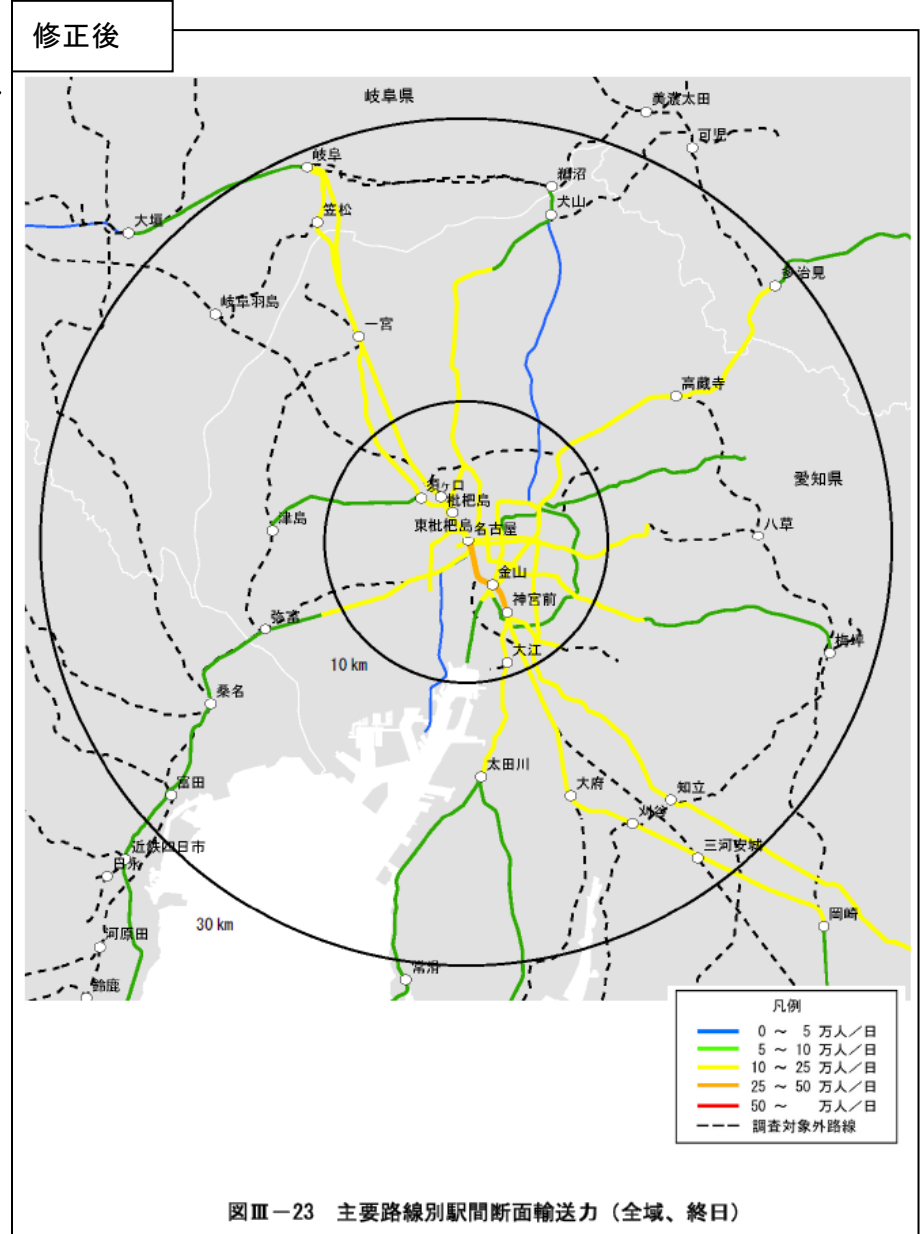 修正後
岐阜県
美濃太田
可児
岐阜
鵜沼
犬山
笠松
大垣
多治見
岐阜羽島
一宮
高蔵寺
愛知県
須ヶ口
枇杷島
津島
東枇杷島
名古屋
八草
金山
神宮前
弥富
大江
梅坪
10 km
桑名
太田川
大府
知立
富田
刈谷
三河安城
近鉄四日市
日永
岡崎
30 km
河原田
常滑
鈴鹿
凡例
0 ～ 5 万人／日
5 ～ 10 万人／日
10 ～ 25 万人／日
25 ～ 50 万人／日
50 ～ 万人／日
調査対象外路線
図Ⅲ－23 主要路線別駅間断面輸送力（全域、終日）